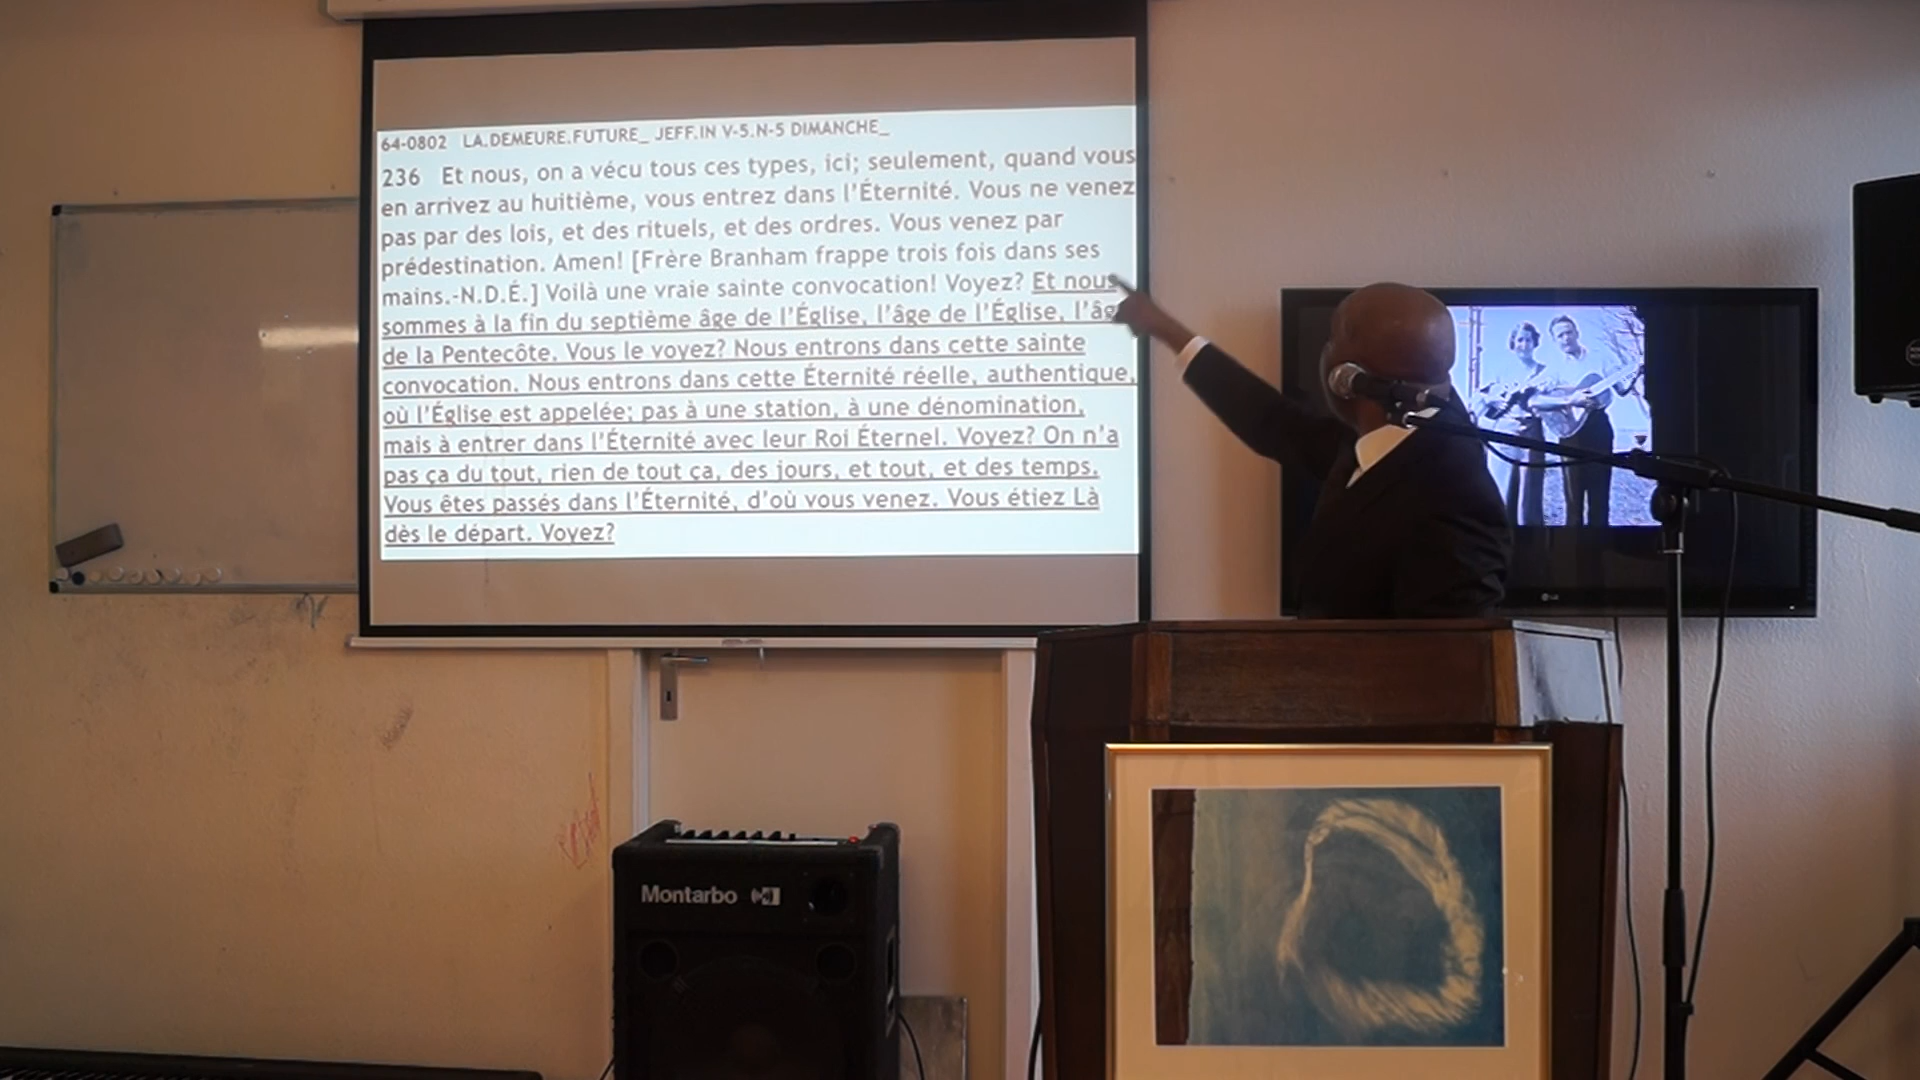 64-0802 LA.DEMEURE.FUTURE_ JEFF.IN V-5.N-5 DIMANCHE_
236 Et nous, on a vécu tous ces types, ici; seulement, quand vous
en arrivez au huitième, vous entrez dans l'Éternité. Vous ne venez
pas par des lois, et des rituels, et des ordres. Vous venez par
prédestination. Amen! [Frère Branham frappe trois fois dans ses
mains.-N.D.É.] Voilà une vraie sainte convocation! Voyez? Et nous
sommes à la fin du septième âge de l'Église, l'âge de l'Église, l'âg
de la Pentecôte. Vous le voyez? Nous entrons dans cette sainte
convocation. Nous entrons dans cette Éternité réelle, authentique,
où l'Église est appelée; pas à une station, à une dénomination,
mais à entrer dans l'Éternité avec leur Roi Éternel. Voyez? On n'a
pas ça du tout, rien de tout ça, des jours, et tout, et des temps.
Vous êtes passés dans l'Éternité, d'où vous venez. Vous étiez Là
dès le départ. Voyez?
LG
Montarbo